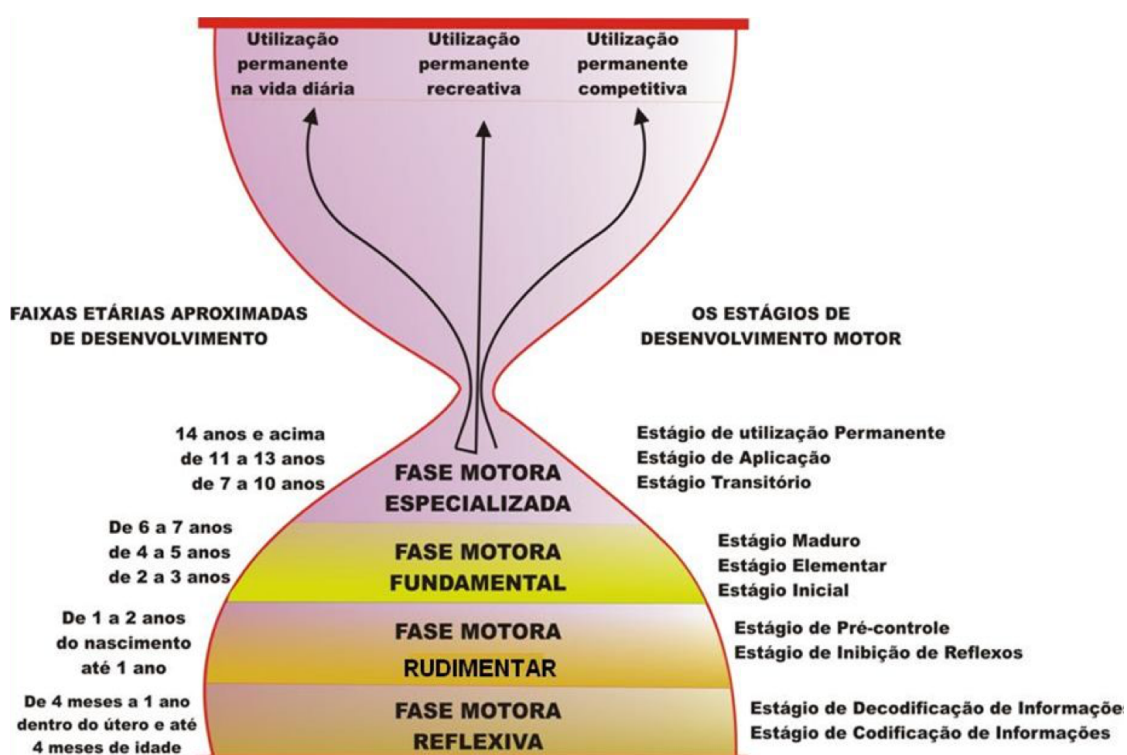 Utilização
permanente
na vida diária
Utilização
permanente
recreativa
Utilização
permanente
competitiva
FAIXAS ETÁRIAS APROXIMADAS
DE DESENVOLVIMENTO
OS ESTÁGIOS DE
DESENVOLVIMENTO MOTOR
14 anos e acima
de 11 a 13 anos
de 7 a 10 anos
FASE MOTORA
ESPECIALIZADA
Estágio de utilização Permanente
Estágio de Aplicação
Estágio Transitório
De 6 a 7 anos
de 4 a 5 anos
de 2 a 3 anos
FASE MOTORA
FUNDAMENTAL
Estágio Maduro
Estágio Elementar
Estágio Inicial
De 1 a 2 anos
do nascimento
até 1 ano
FASE MOTORA
RUDIMENTAR
Estágio de Pré-controle
Estágio de Inibição de Reflexos
De 4 meses a 1 ano
dentro do útero e até
4 meses de idade
FASE MOTORA
REFLEXIVA
Estágio de Decodificação de Informaçõe
Estágio de Codificação de Informações